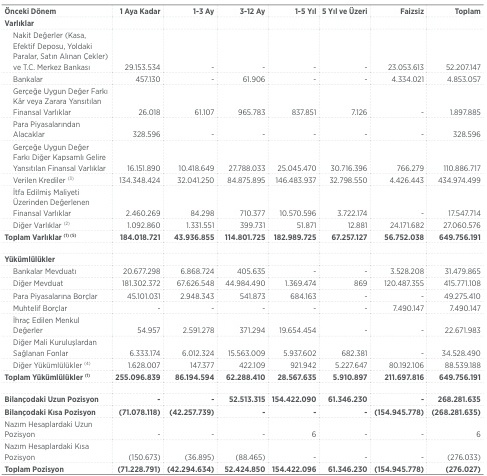 Önceki Dönem 1 Aya Kadar 1-3 Ay 3-12 Ay 1-5 Yıl 5 Yıl ve Üzeri Faizsiz Toplam
Varlıklar
Nakit Değerler (Kasa,
Efektif Deposu, Yoldaki
Paralar, Satın Alınan Çekler)
ve T.C. Merkez Bankası 29.153.534 - - - - 23.053.613 52.207.147
Bankalar 457.130 - 61.906 - - 4.334.021 4.853.057
Gerçeğe Uygun Değer Farkı
Kâr veya Zarara Yansıtılan
Finansal Varlıklar 26.018 61.107 965.783 837.851 7.126 - 1.897.885
Para Piyasalarından
Alacaklar 328.596 - - - - - 328.596
Gerçeğe Uygun Değer
Farkı Diğer Kapsamlı Gelire
Yansıtılan Finansal Varlıklar 16.151.890 10.418.649 27.788.033 25.045.470 30.716.396 766.279 110.886.717
Verilen Krediler (3) 134.348.424 32.041.250 84.875.895 146.483.937 32.798.550 4.426.443 434.974.499
İtfa Edilmiş Maliyeti
Üzerinden Değerlenen
Finansal Varlıklar 2.460.269 84.298 710.377 10.570.596 3.722.174 - 17.547.714
Diğer Varlıklar (2) 1.092.860 1.331.551 399.731 51.871 12.881 24.171.682 27.060.576
Toplam Varlıklar (1) (5) 184.018.721 43.936.855 114.801.725 182.989.725 67.257.127 56.752.038 649.756.191
Yükümlülükler
Bankalar Mevduatı 20.677.298 6.868.724 405.635 - - 3.528.208 31.479.865
Diğer Mevduat 181.302.372 67.626.548 44.984.490 1.369.474 869 120.487.355 415.771.108
Para Piyasalarına Borçlar 45.101.031 2.948.343 541.873 684.163 - - 49.275.410
Muhtelif Borçlar - - - - - 7.490.147 7.490.147
İhraç Edilen Menkul
Değerler 54.957 2.591.278 371.294 19.654.454 - - 22.671.983
Diğer Mali Kuruluşlardan
Sağlanan Fonlar 6.333.174 6.012.324 15.563.009 5.937.602 682.381 - 34.528.490
Diğer Yükümlülükler (4) 1.628.007 147.377 422.109 921.942 5.227.647 80.192.106 88.539.188
Toplam Yükümlülükler (1) 255.096.839 86.194.594 62.288.410 28.567.635 5.910.897 211.697.816 649.756.191
Bilançodaki Uzun Pozisyon - - 52.513.315 154.422.090 61.346.230 - 268.281.635
Bilançodaki Kısa Pozisyon (71.078.118) (42.257.739) - - - (154.945.778) (268.281.635)
Nazım Hesaplardaki Uzun
Pozisyon - - - 6 - - 6
Nazım Hesaplardaki Kısa
Pozisyon (150.673) (36.895) (88.465) - - - (276.033)
Toplam Pozisyon (71.228.791) (42.294.634) 52.424.850 154.422.096 61.346.230 (154.945.778) (276.027)